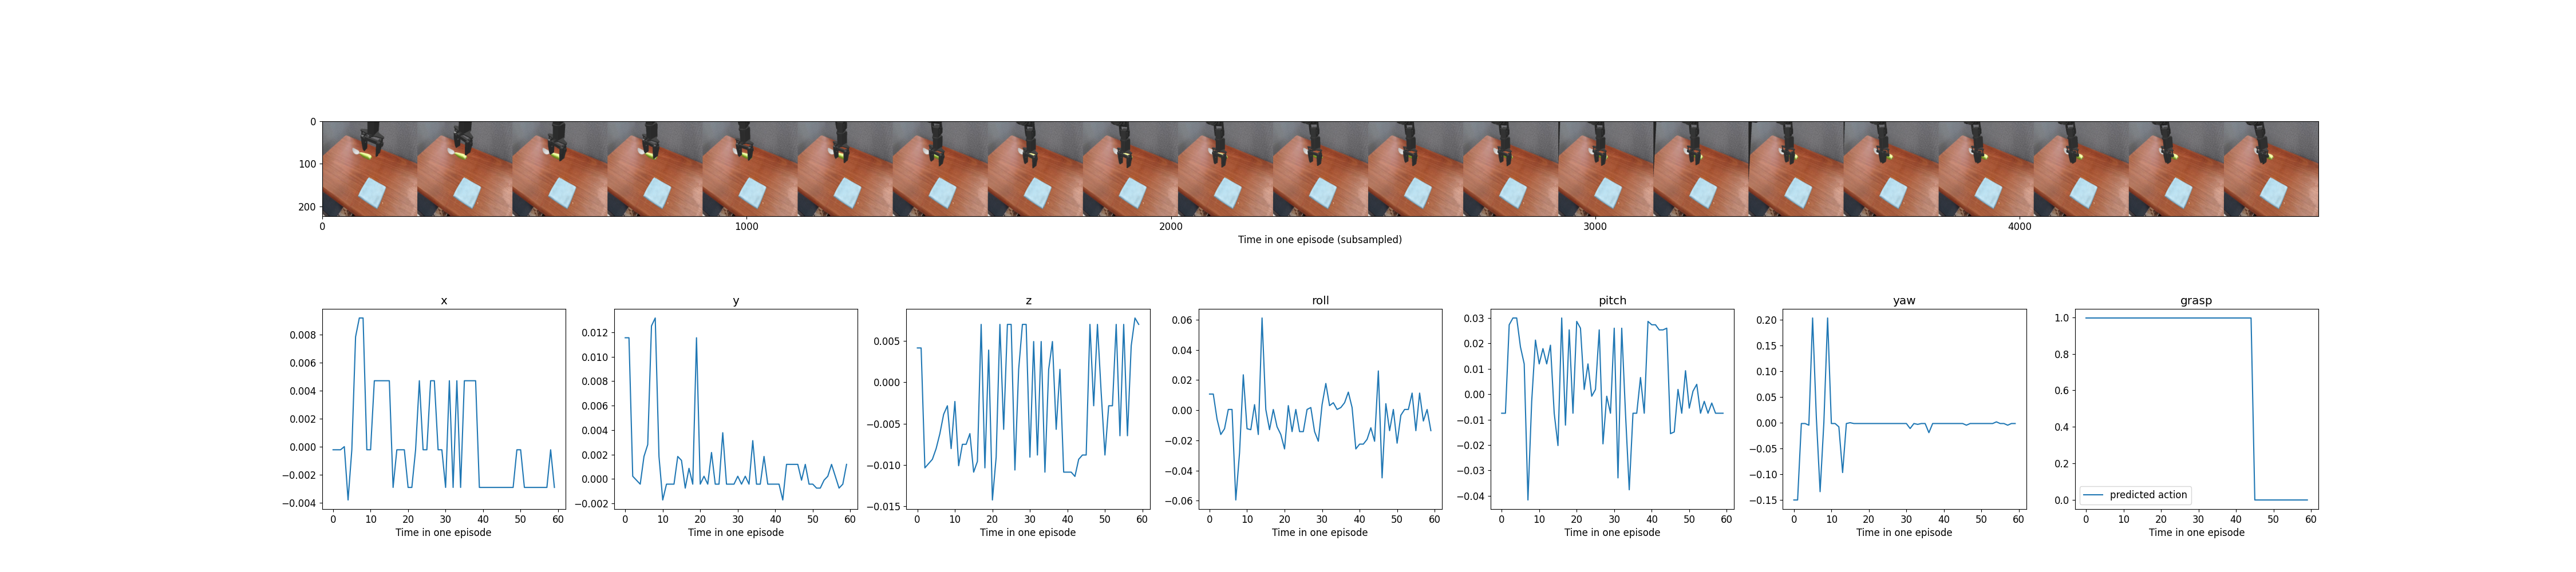 0
100
200
0 1000 2000 3000 4000
Time in one episode (subsampled)
x y z roll pitch yaw grasp
0.008
0.006
0.004
0.002
0.000
−0.002
−0.004
0 10 20 30 40 50 60
Time in one episode
0.012
0.010
0.008
0.006
0.004
0.002
0.000
−0.002
0 10 20 30 40 50 60
Time in one episode
0.005
0.000
−0.005
−0.010
−0.015
0 10 20 30 40 50 60
Time in one episode
0.06
0.04
0.02
0.00
−0.02
−0.04
−0.06
0 10 20 30 40 50 60
Time in one episode
0.03
0.02
0.01
0.00
−0.01
−0.02
−0.03
−0.04
0 10 20 30 40 50 60
Time in one episode
0.20
0.15
0.10
0.05
0.00
−0.05
−0.10
−0.15
0 10 20 30 40 50 60
Time in one episode
1.0
0.8
0.6
0.4
0.2
0.0
predicted action
0 10 20 30 40 50 60
Time in one episode